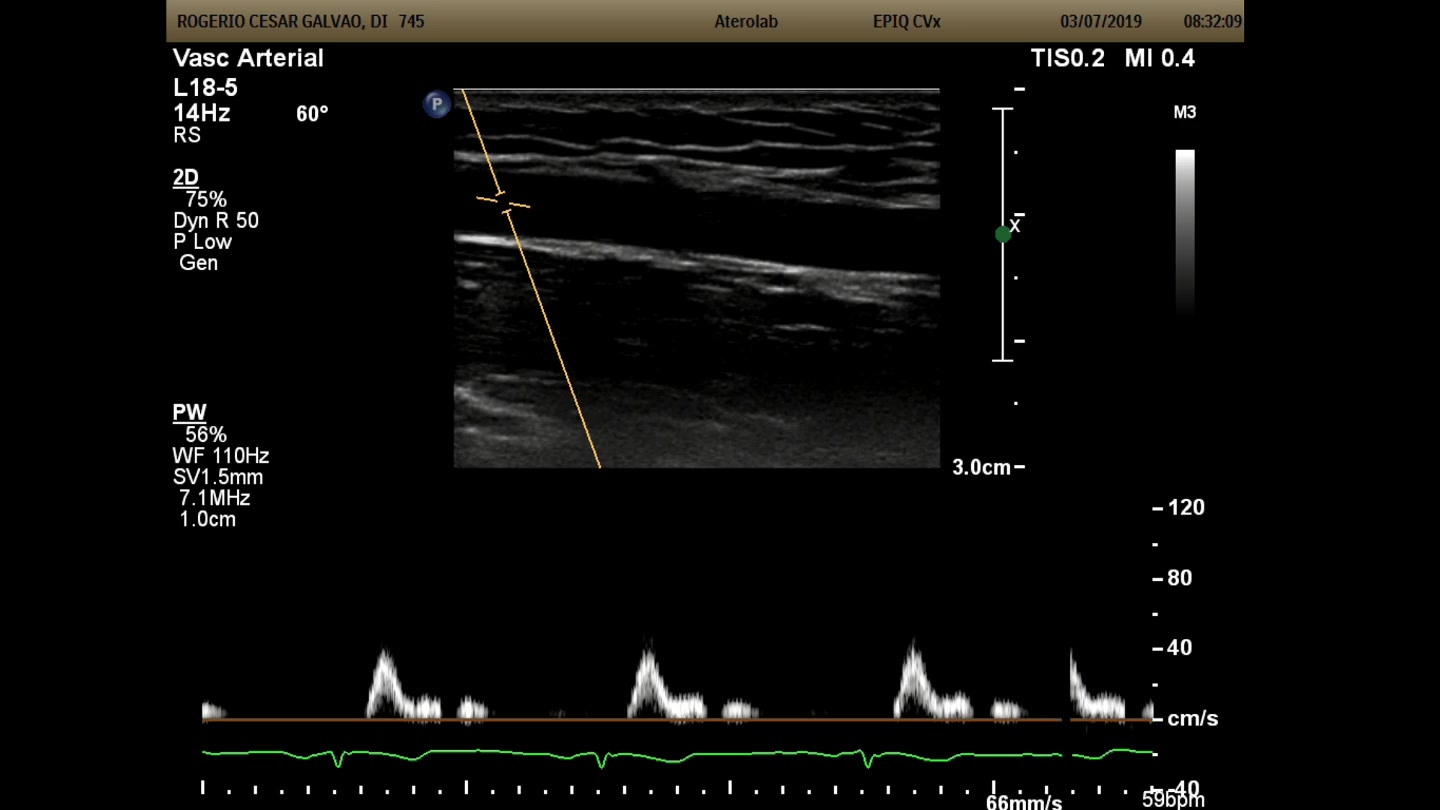 ROGERIO CESAR GALVAO, DI 745 Aterolab EPIQ CVx 03/07/2019 08:32:09
Vasc Arterial TIS0.2 MI 0.4
L18-5
14Hz 60°
RS
P
M3
2D
75%
Dyn R 50
P Low
Gen
X
PW
56%
WF 110Hz
SV1.5mm
7.1MHz
1.0cm
3.0cm
120
80
40
cm/s
-40
66mm/s
59bpm